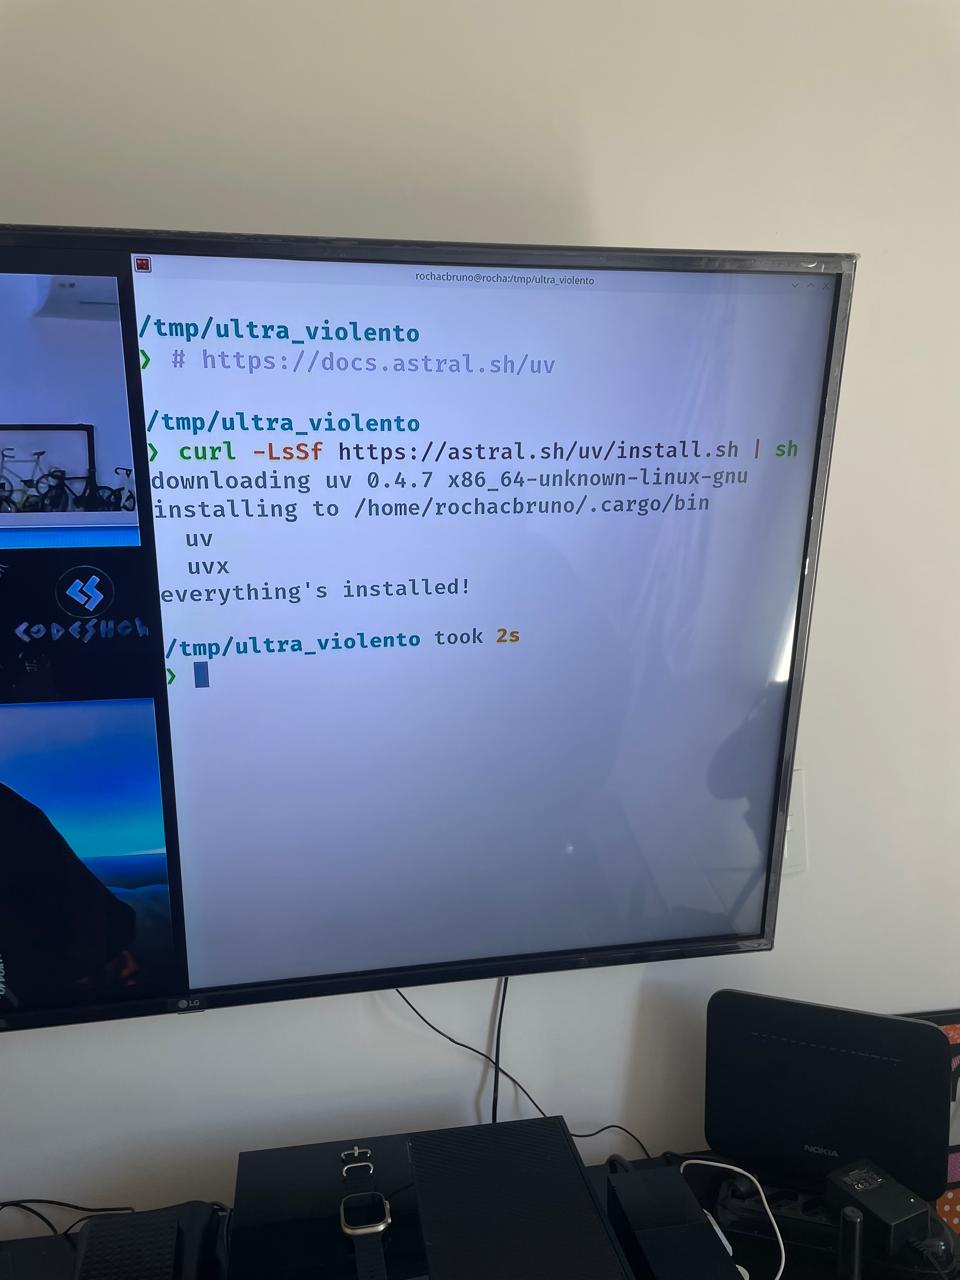 rochacbruno@rocha:/tmp/ultra_violento
/tmp/ultra_violento
❯ # https://docs.astral.sh/uv
/tmp/ultra_violento
❯ curl -LsSf https://astral.sh/uv/install.sh | sh
downloading uv 0.4.7 x86_64-unknown-linux-gnu
installing to /home/rochacbruno/.cargo/bin
uv
uvx
everything's installed!
/tmp/ultra_violento took 2s
❯
CODESHOW
LG
NOKIA